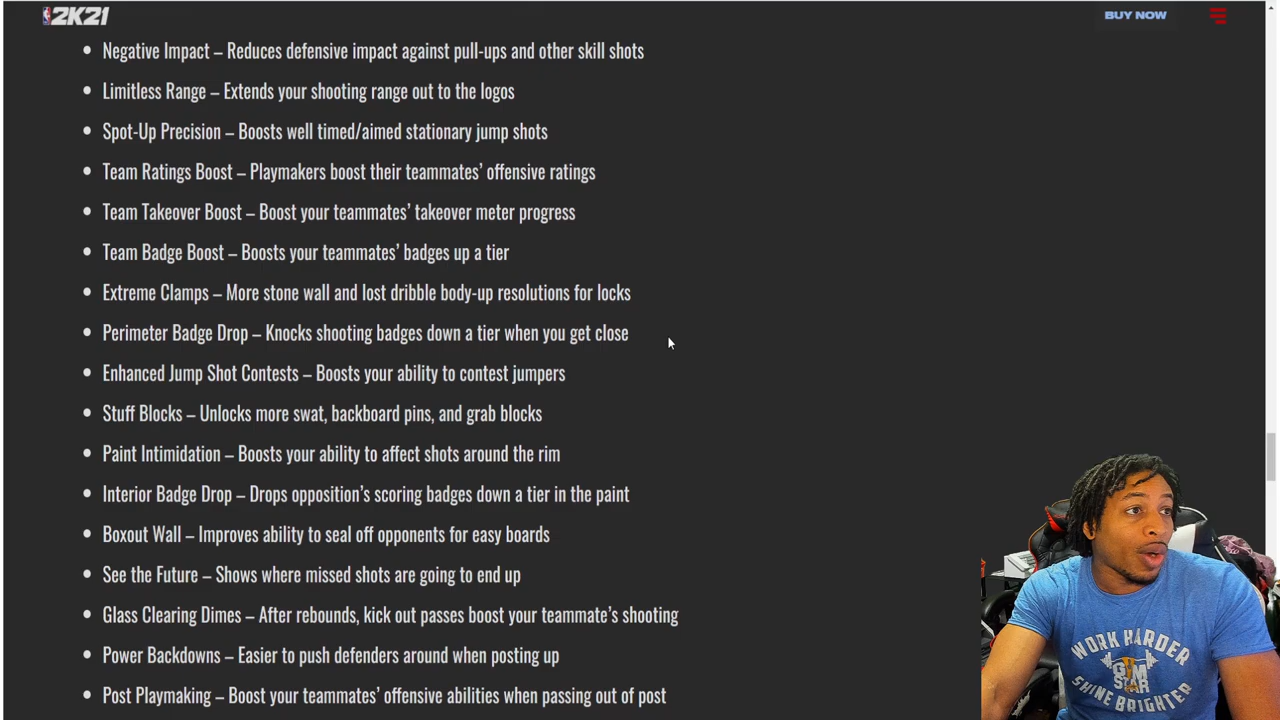 2K21
BUY NOW
Negative Impact – Reduces defensive impact against pull-ups and other skill shots
Limitless Range – Extends your shooting range out to the logos
Spot-Up Precision – Boosts well timed/aimed stationary jump shots
Team Ratings Boost – Playmakers boost their teammates’ offensive ratings
Team Takeover Boost – Boost your teammates’ takeover meter progress
Team Badge Boost – Boosts your teammates’ badges up a tier
Extreme Clamps – More stone wall and lost dribble body-up resolutions for locks
Perimeter Badge Drop – Knocks shooting badges down a tier when you get close
Enhanced Jump Shot Contests – Boosts your ability to contest jumpers
Stuff Blocks – Unlocks more swat, backboard pins, and grab blocks
Paint Intimidation – Boosts your ability to affect shots around the rim
Interior Badge Drop – Drops opposition’s scoring badges down a tier in the paint
Boxout Wall – Improves ability to seal off opponents for easy boards
See the Future – Shows where missed shots are going to end up
Glass Clearing Dimes – After rebounds, kick out passes boost your teammate’s shooting
Power Backdowns – Easier to push defenders around when posting up
Post Playmaking – Boost your teammates’ offensive abilities when passing out of post
WORK HARDER
GYM
STAR
SHINE BRIGHTER